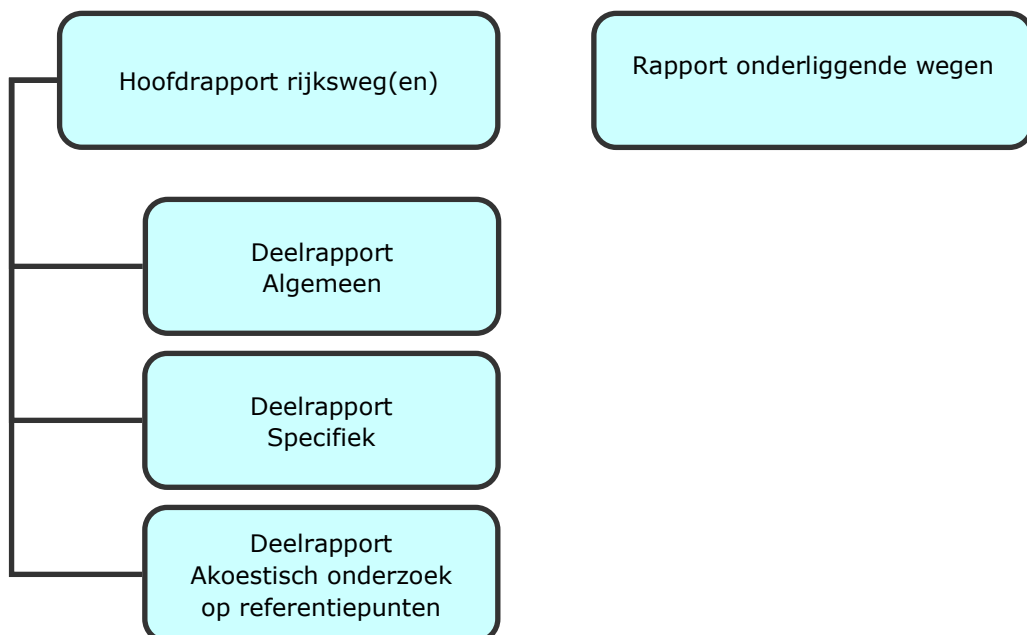 Hoofdrapport rijksweg(en)
Rapport onderliggende wegen
Deelrapport
Algemeen
Deelrapport
Specifiek
Deelrapport
Akoestisch onderzoek
op referentiepunten